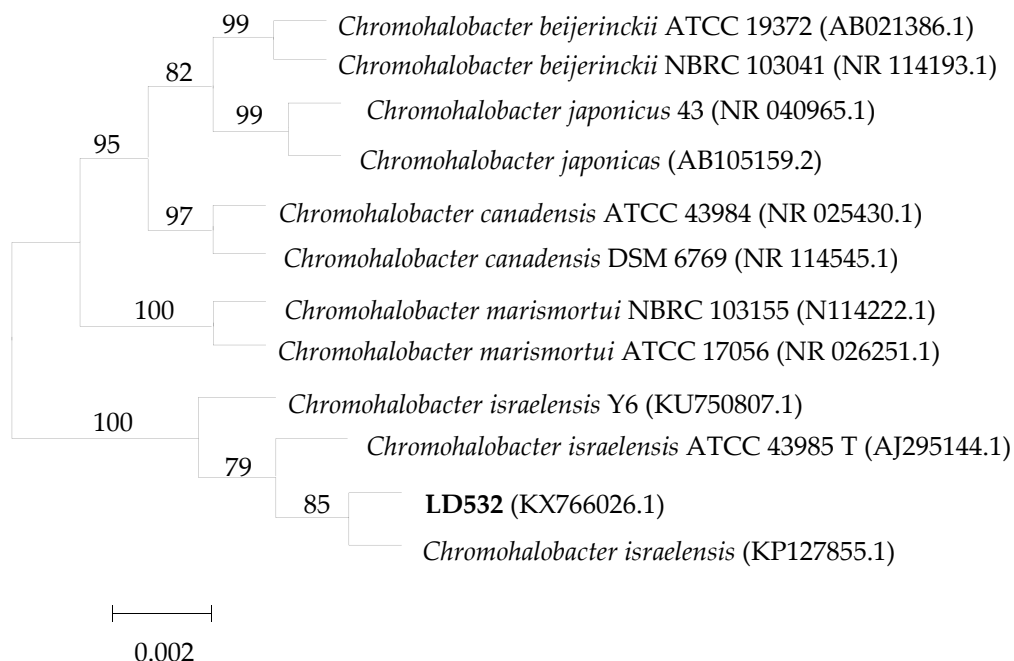 99
Chromohalobacter beijerinckii ATCC 19372 (AB021386.1)
Chromohalobacter beijerinckii NBRC 103041 (NR 114193.1)
82
99
Chromohalobacter japonicus 43 (NR 040965.1)
95
Chromohalobacter japonicas (AB105159.2)
97
Chromohalobacter canadensis ATCC 43984 (NR 025430.1)
Chromohalobacter canadensis DSM 6769 (NR 114545.1)
100
Chromohalobacter marismortui NBRC 103155 (N114222.1)
Chromohalobacter marismortui ATCC 17056 (NR 026251.1)
Chromohalobacter israelensis Y6 (KU750807.1)
100
Chromohalobacter israelensis ATCC 43985 T (AJ295144.1)
79
85
LD532 (KX766026.1)
Chromohalobacter israelensis (KP127855.1)
0.002